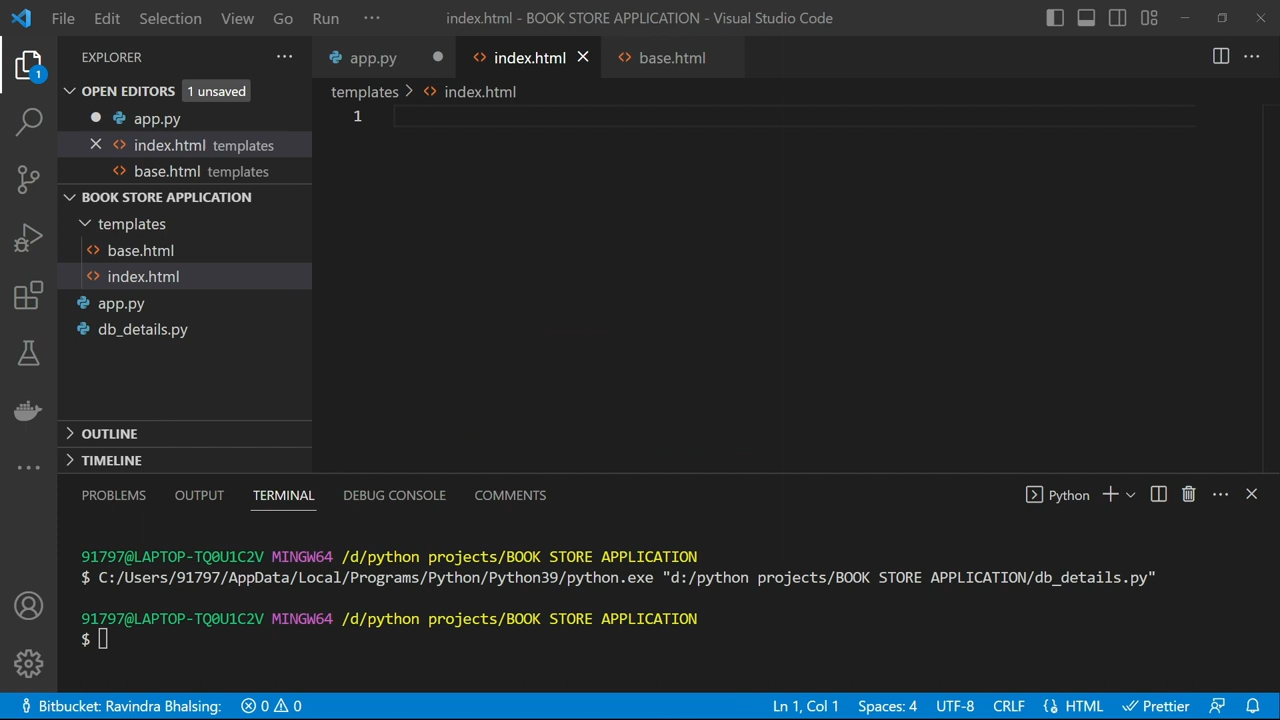 File Edit Selection View Go Run ··· index.html - BOOK STORE APPLICATION - Visual Studio Code
EXPLORER ···
app.py index.html base.html ···
OPEN EDITORS 1 unsaved
templates > index.html
1
app.py
index.html templates
base.html templates
BOOK STORE APPLICATION
templates
base.html
index.html
app.py
db_details.py
OUTLINE
TIMELINE
1
PROBLEMS OUTPUT TERMINAL DEBUG CONSOLE COMMENTS Python ···
91797@LAPTOP-TQ0U1C2V MINGW64 /d/python projects/BOOK STORE APPLICATION
$ C:/Users/91797/AppData/Local/Programs/Python/Python39/python.exe "d:/python projects/BOOK STORE APPLICATION/db_details.py"
91797@LAPTOP-TQ0U1C2V MINGW64 /d/python projects/BOOK STORE APPLICATION
$
Bitbucket: Ravindra Bhalsing: 0 0 Ln 1, Col 1 Spaces: 4 UTF-8 CRLF HTML Prettier